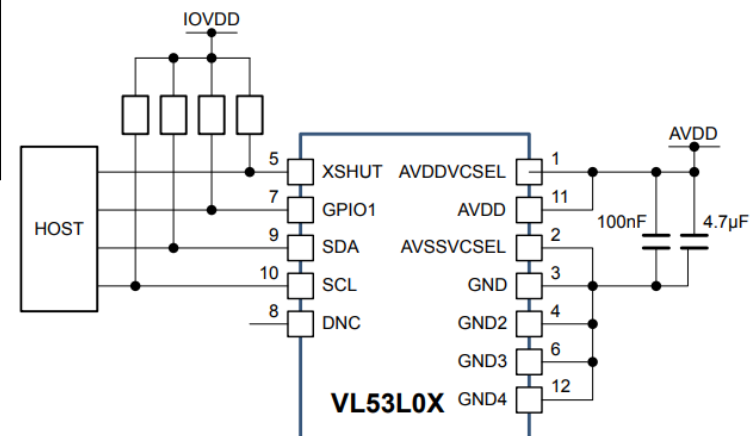 IOVDD
AVDD
HOST
5 XSHUT AVDDVCSEL 1
7 GPIO1 AVDD 11
100nF 4.7µF
9 SDA AVSSVCSEL 2
10 SCL GND 3
8 DNC GND2 4
GND3 6
VL53L0X GND4 12